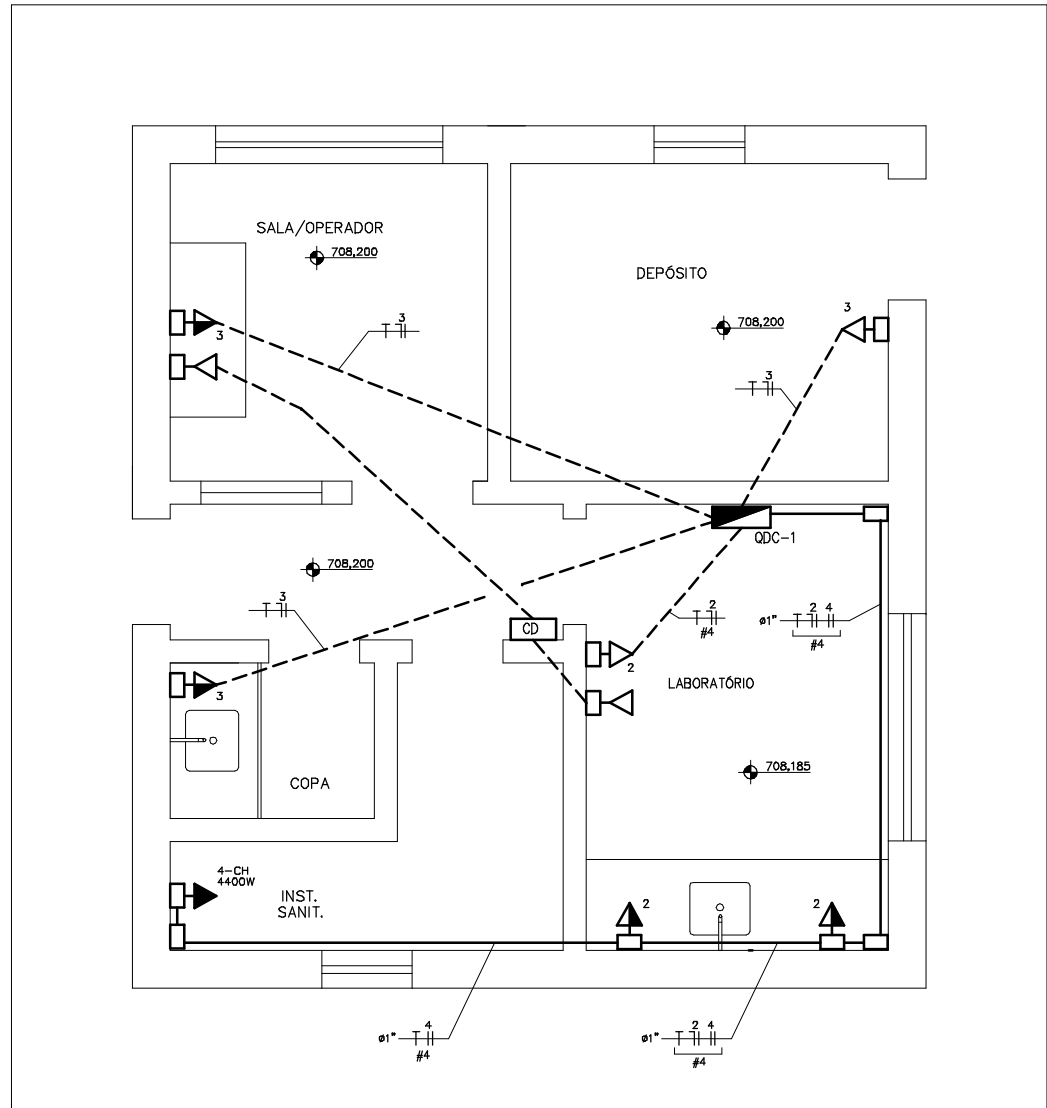 SALA/OPERADOR
708,200
DEPÓSITO
3
3
3
708,200
3
QDC-1
708,200
3
CD
2
#4
ø1" 2 4
#4
2
LABORATÓRIO
3
708,185
COPA
4-CH
4400W
INST.
SANIT.
2
2
ø1" 4
#4
ø1" 2 4
#4